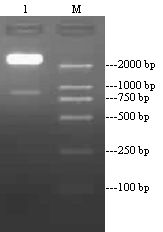 1 M
---2000 bp
---1000 bp
---750 bp
---500 bp
---250 bp
---100 bp